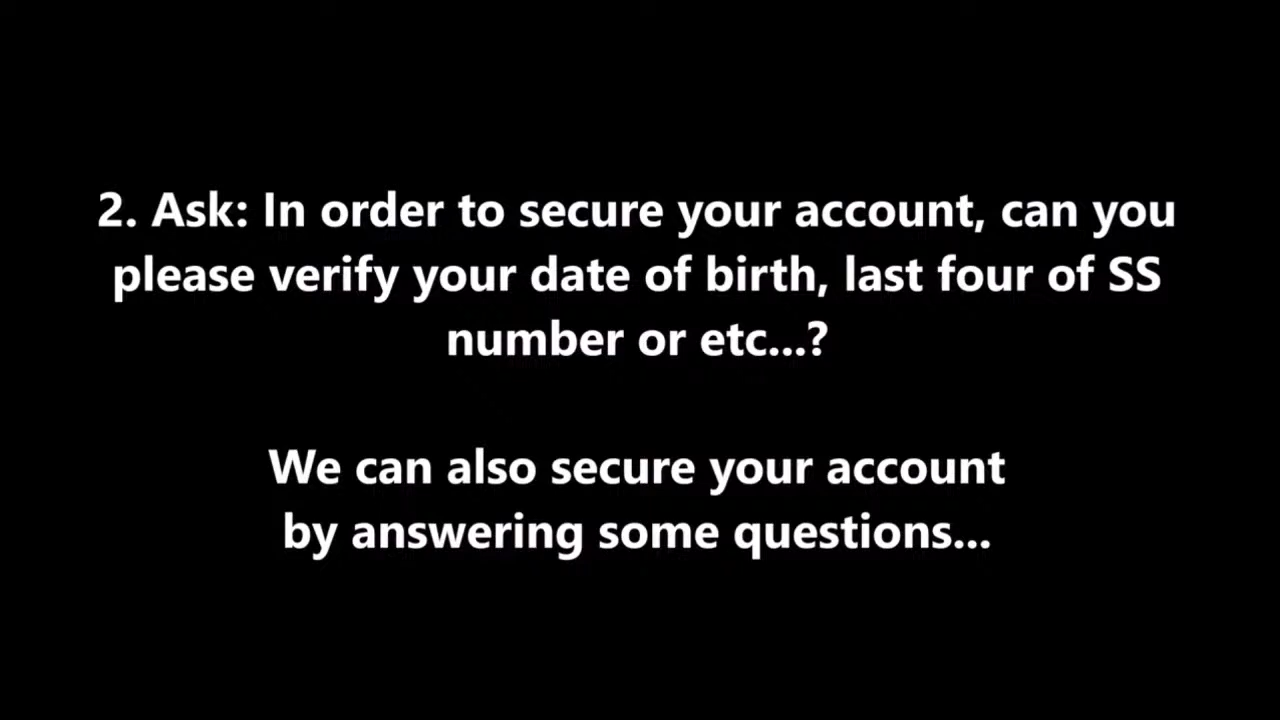 2. Ask: In order to secure your account, can you
please verify your date of birth, last four of SS
number or etc...?
We can also secure your account
by answering some questions...